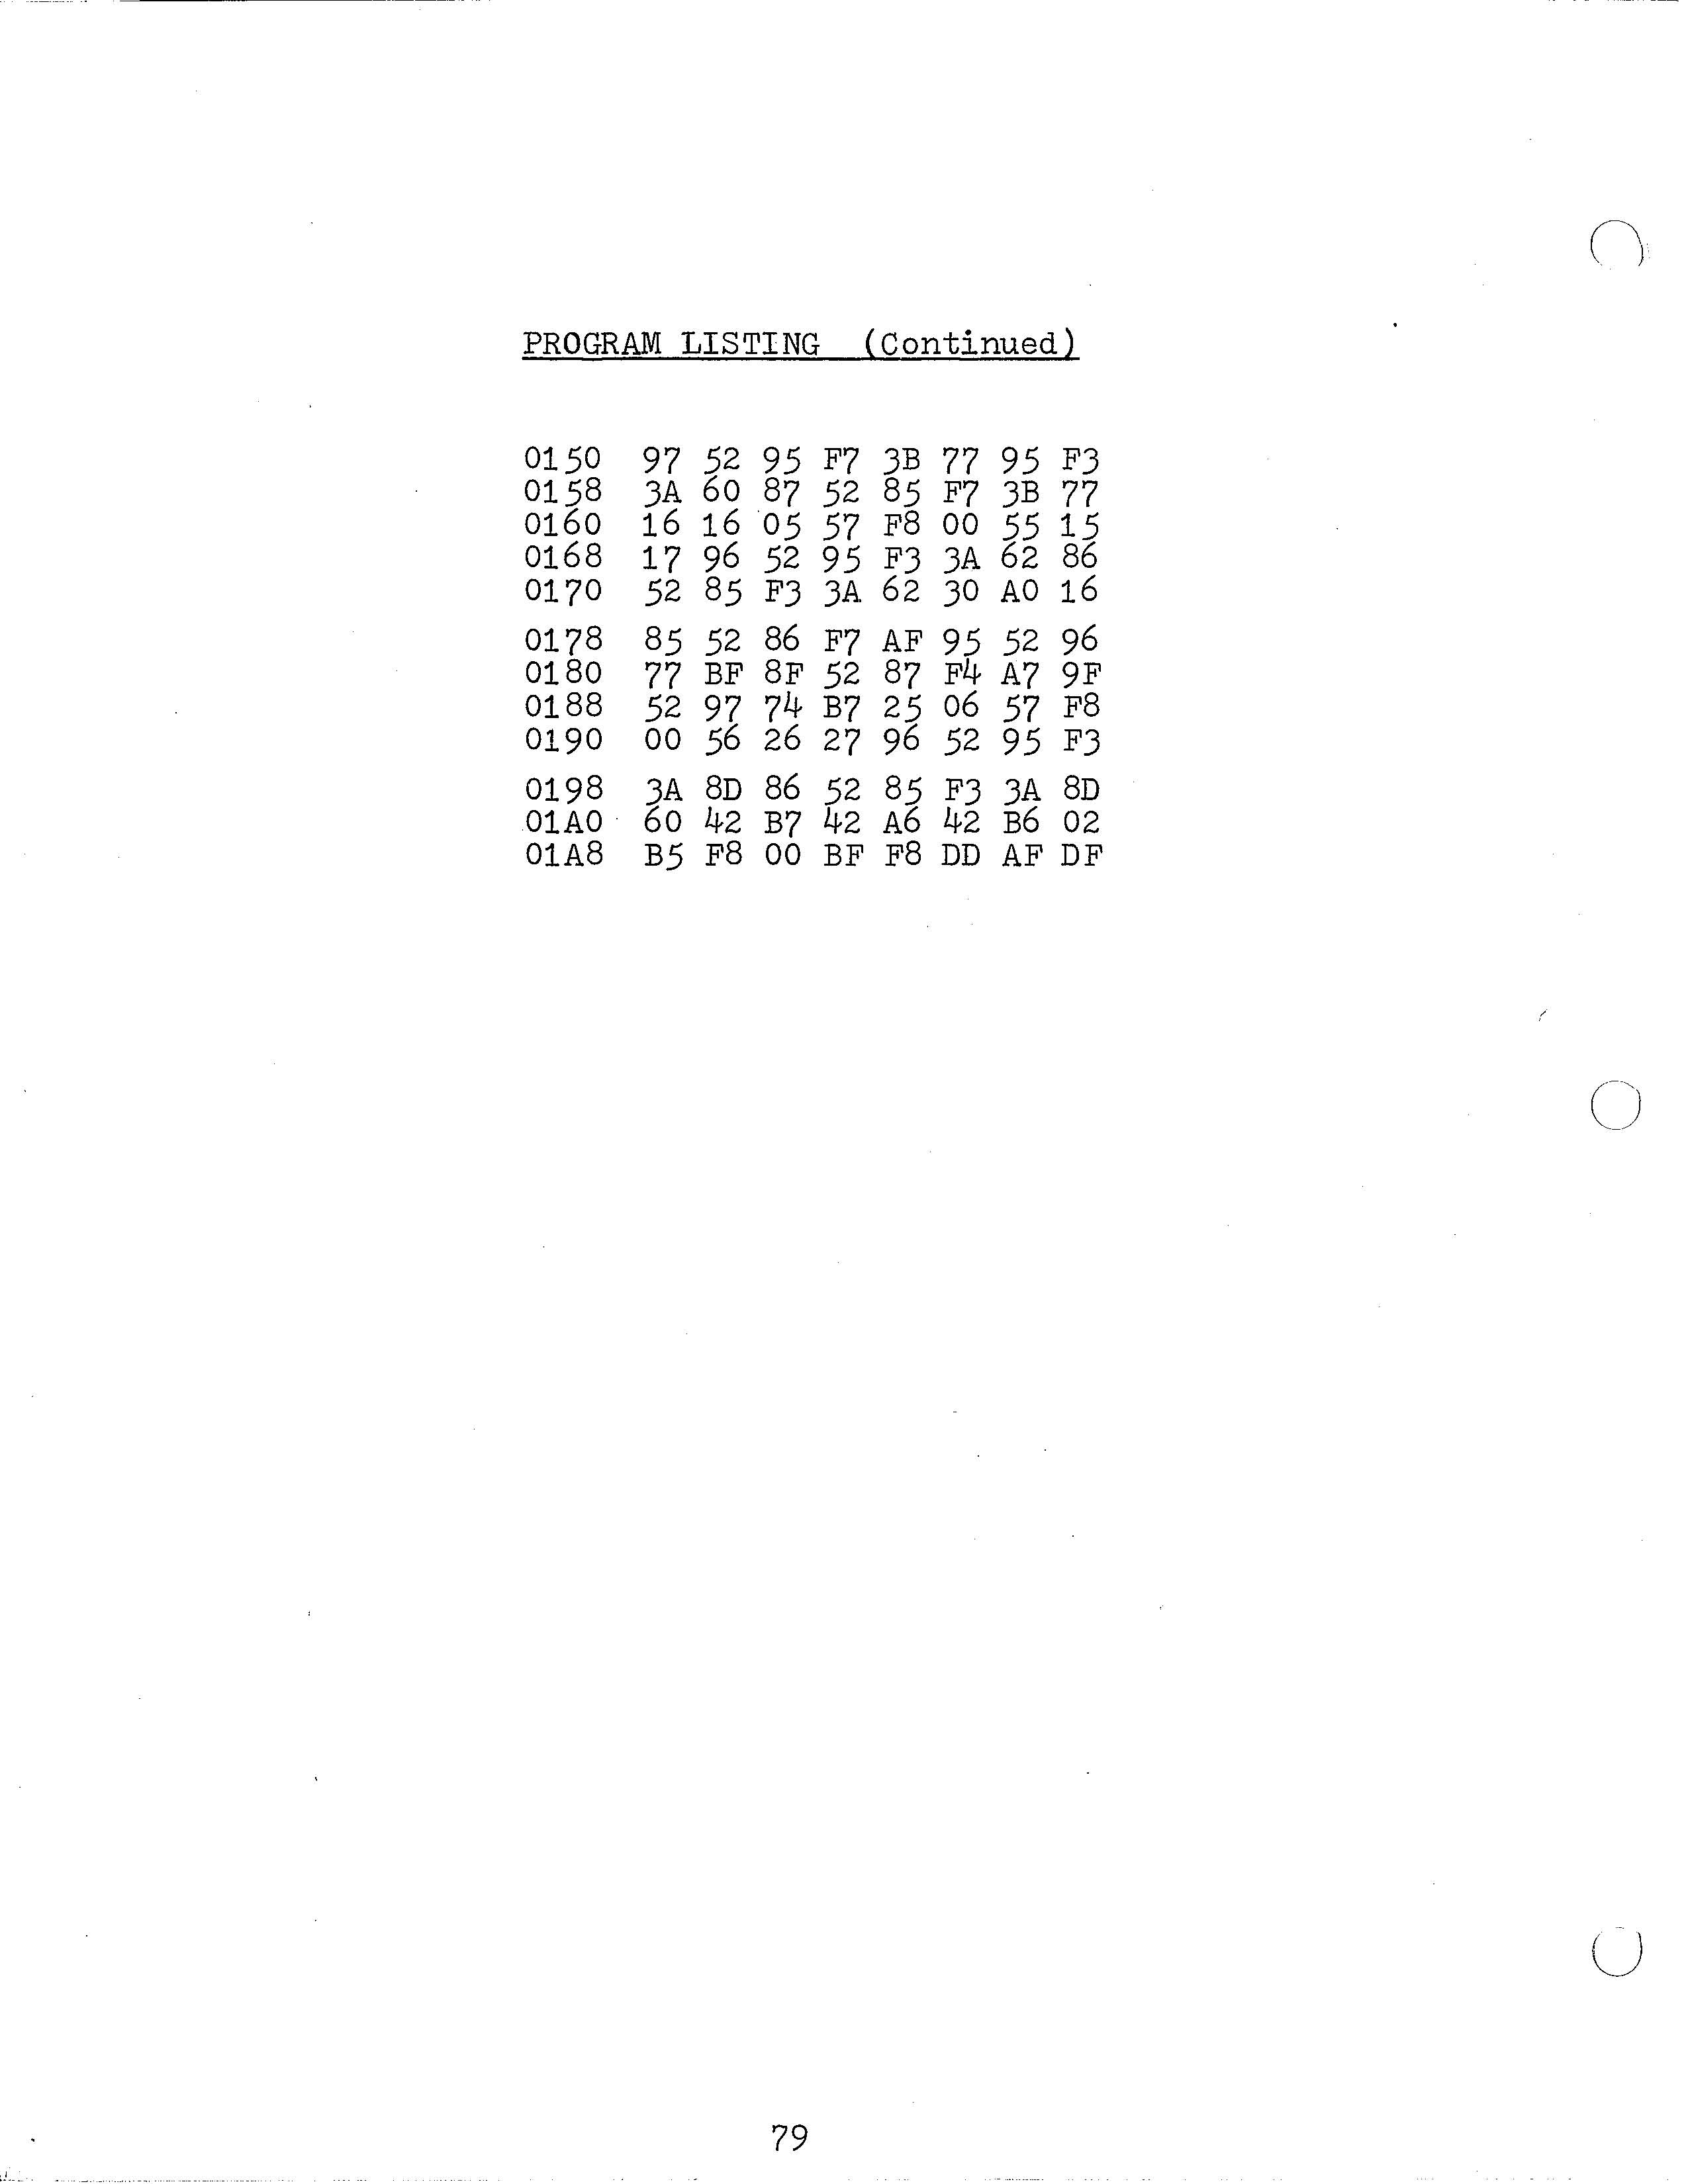 PROGRAM LISTING (Continued)
0150 97 52 95 F7 3B 77 95 F3
0158 3A 60 87 52 85 F7 3B 77
0160 16 16 05 57 F8 00 55 15
0168 17 96 52 95 F3 3A 62 86
0170 52 85 F3 3A 62 30 A0 16
0178 85 52 86 F7 AF 95 52 96
0180 77 BF 8F 52 87 F4 A7 9F
0188 52 97 74 B7 25 06 57 F8
0190 00 56 26 27 96 52 95 F3
0198 3A 8D 86 52 85 F3 3A 8D
01A0 60 42 B7 42 A6 42 B6 02
01A8 B5 F8 00 BF F8 DD AF DF
79